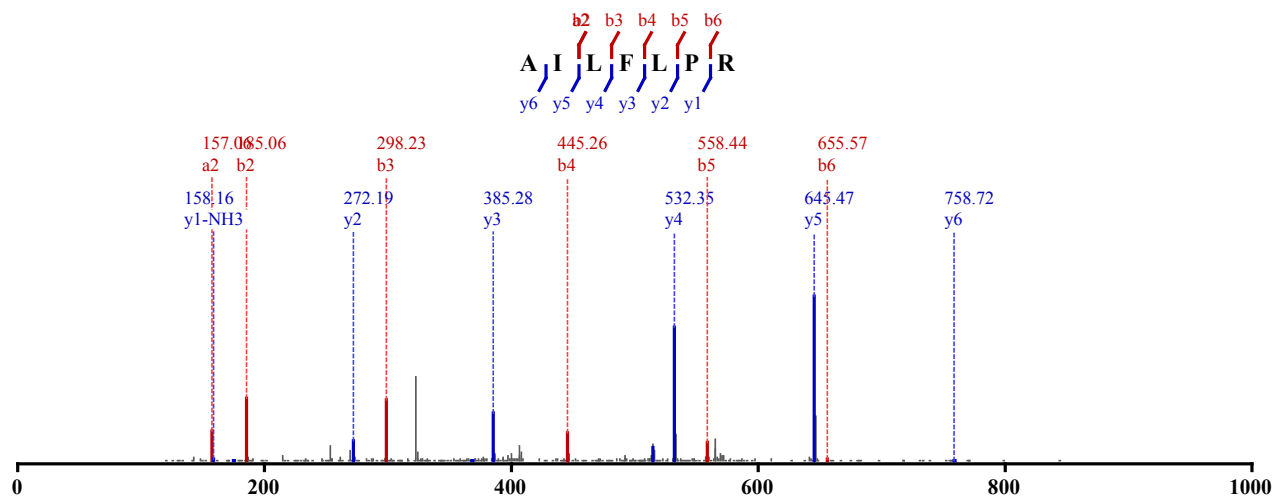 b2 b3 b4 b5 b6
A I L F L P R
y6 y5 y4 y3 y2 y1
157.06 185.06 298.23 445.26 558.44 655.57
a2 b2 b3 b4 b5 b6
158.16 272.19 385.28 532.35 645.47 758.72
y1-NH3 y2 y3 y4 y5 y6
0 200 400 600 800 1000